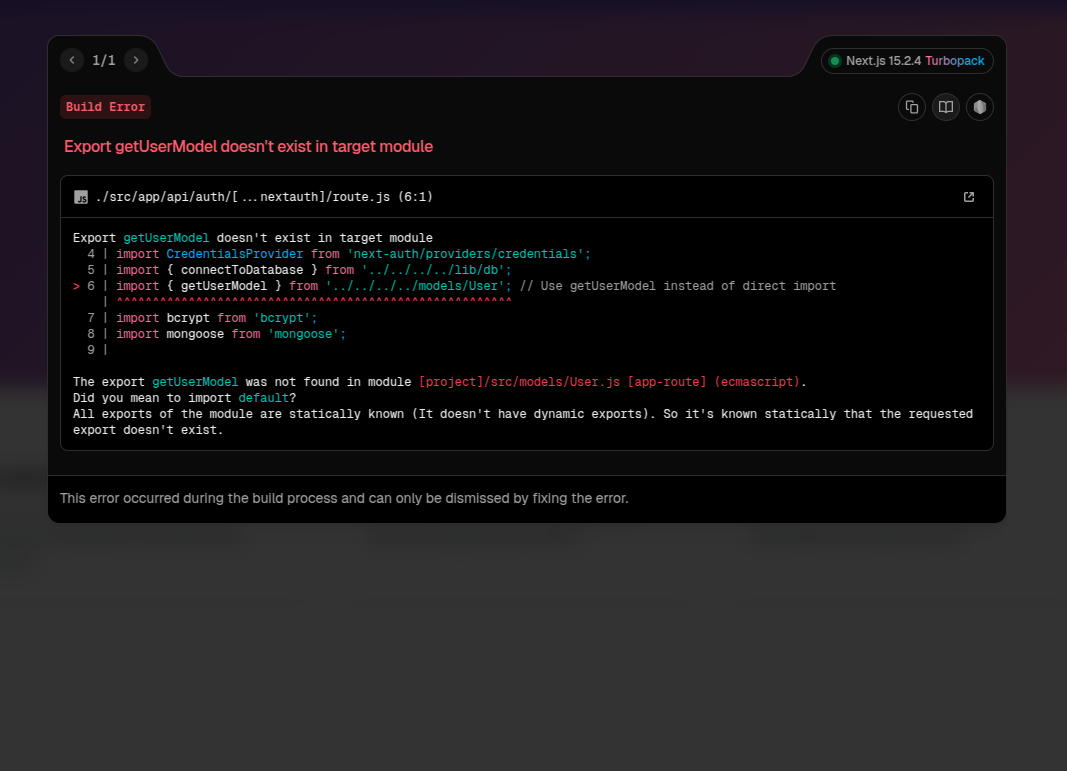 1/1
Next.js 15.2.4 Turbopack
Build Error
Export getUserModel doesn't exist in target module
JS ./src/app/api/auth/[...nextauth]/route.js (6:1)
Export getUserModel doesn't exist in target module
4 | import CredentialsProvider from 'next-auth/providers/credentials';
5 | import { connectToDatabase } from '../../../../lib/db';
> 6 | import { getUserModel } from '../../../../models/User'; // Use getUserModel instead of direct import
| ^^^^^^^^^^^^^^^^^^^^^^^^^^^^^^^^^^^^^^^^^^^^^^^^^^^^^^^
7 | import bcrypt from 'bcrypt';
8 | import mongoose from 'mongoose';
9 |
The export getUserModel was not found in module [project]/src/models/User.js [app-route] (ecmascript).
Did you mean to import default?
All exports of the module are statically known (It doesn't have dynamic exports). So it's known statically that the requested
export doesn't exist.
This error occurred during the build process and can only be dismissed by fixing the error.